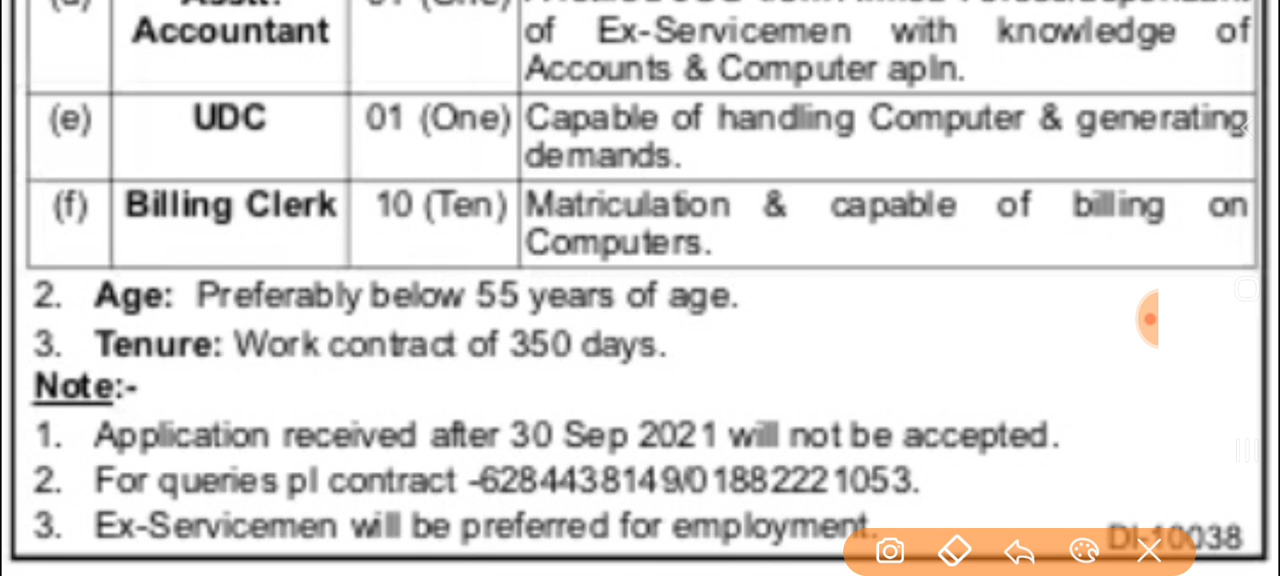 Accountant
of Ex-Servicemen with knowledge of
Accounts & Computer apln.
(e) UDC 01 (One) Capable of handling Computer & generating
demands.
(f) Billing Clerk 10 (Ten) Matriculation & capable of billing on
Computers.
2. Age: Preferably below 55 years of age.
3. Tenure: Work contract of 350 days.
Note:-
1. Application received after 30 Sep 2021 will not be accepted.
2. For queries pl contract -6284438149/01882221053.
3. Ex-Servicemen will be preferred for employment.
DI-10038